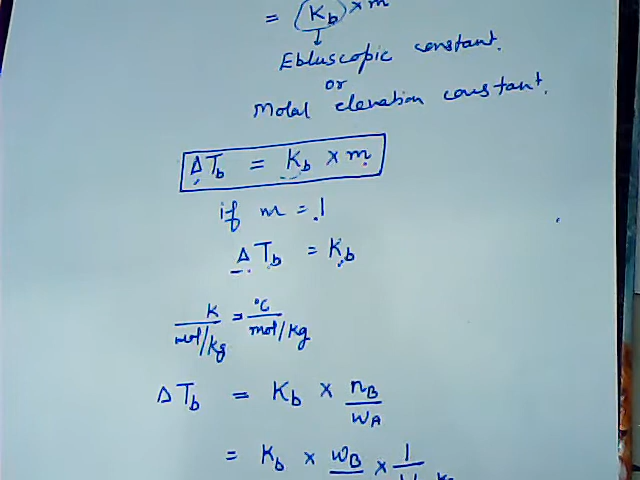 = Kb × m
↓
Ebluscopic constant.
or
Molal elevation constant.
ΔTb = Kb × m
if m = 1
ΔTb = Kb
K/mol/kg = °C/mol/kg
ΔTb = Kb × nB/WA
= Kb × WB × 1